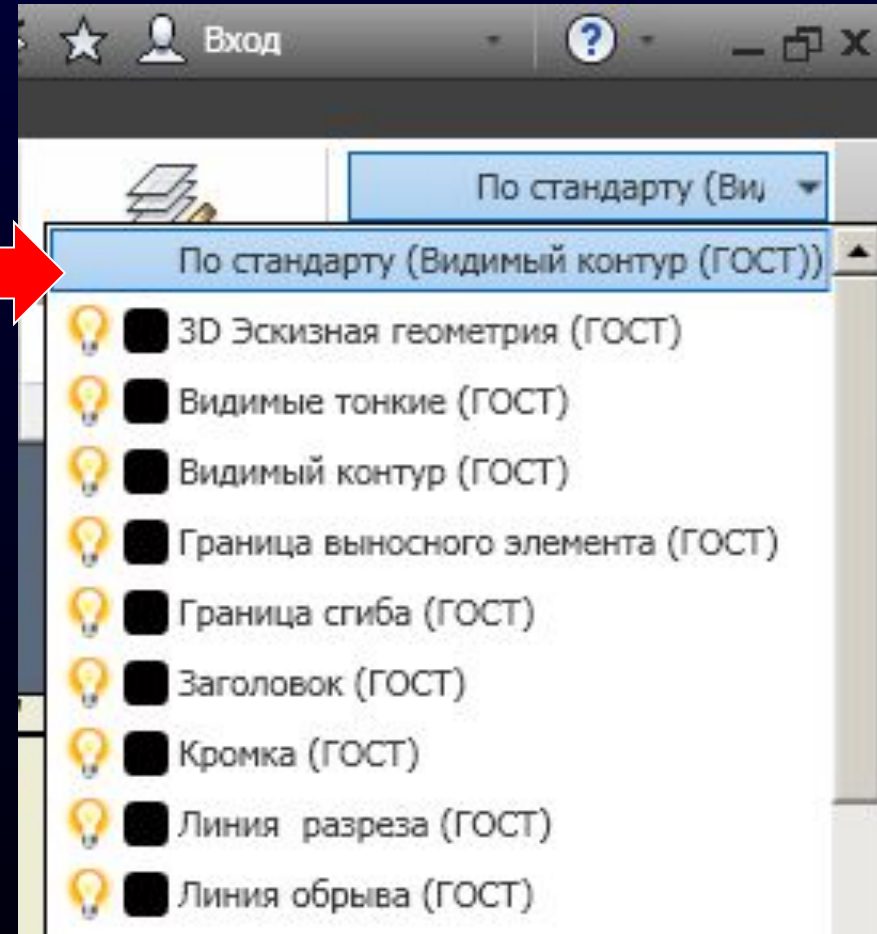 Вход
?
По стандарту (Ви
По стандарту (Видимый контур (ГОСТ))
3D Эскизная геометрия (ГОСТ)
Видимые тонкие (ГОСТ)
Видимый контур (ГОСТ)
Граница выносного элемента (ГОСТ)
Граница сгиба (ГОСТ)
Заголовок (ГОСТ)
Кромка (ГОСТ)
Линия разреза (ГОСТ)
Линия обрыва (ГОСТ)